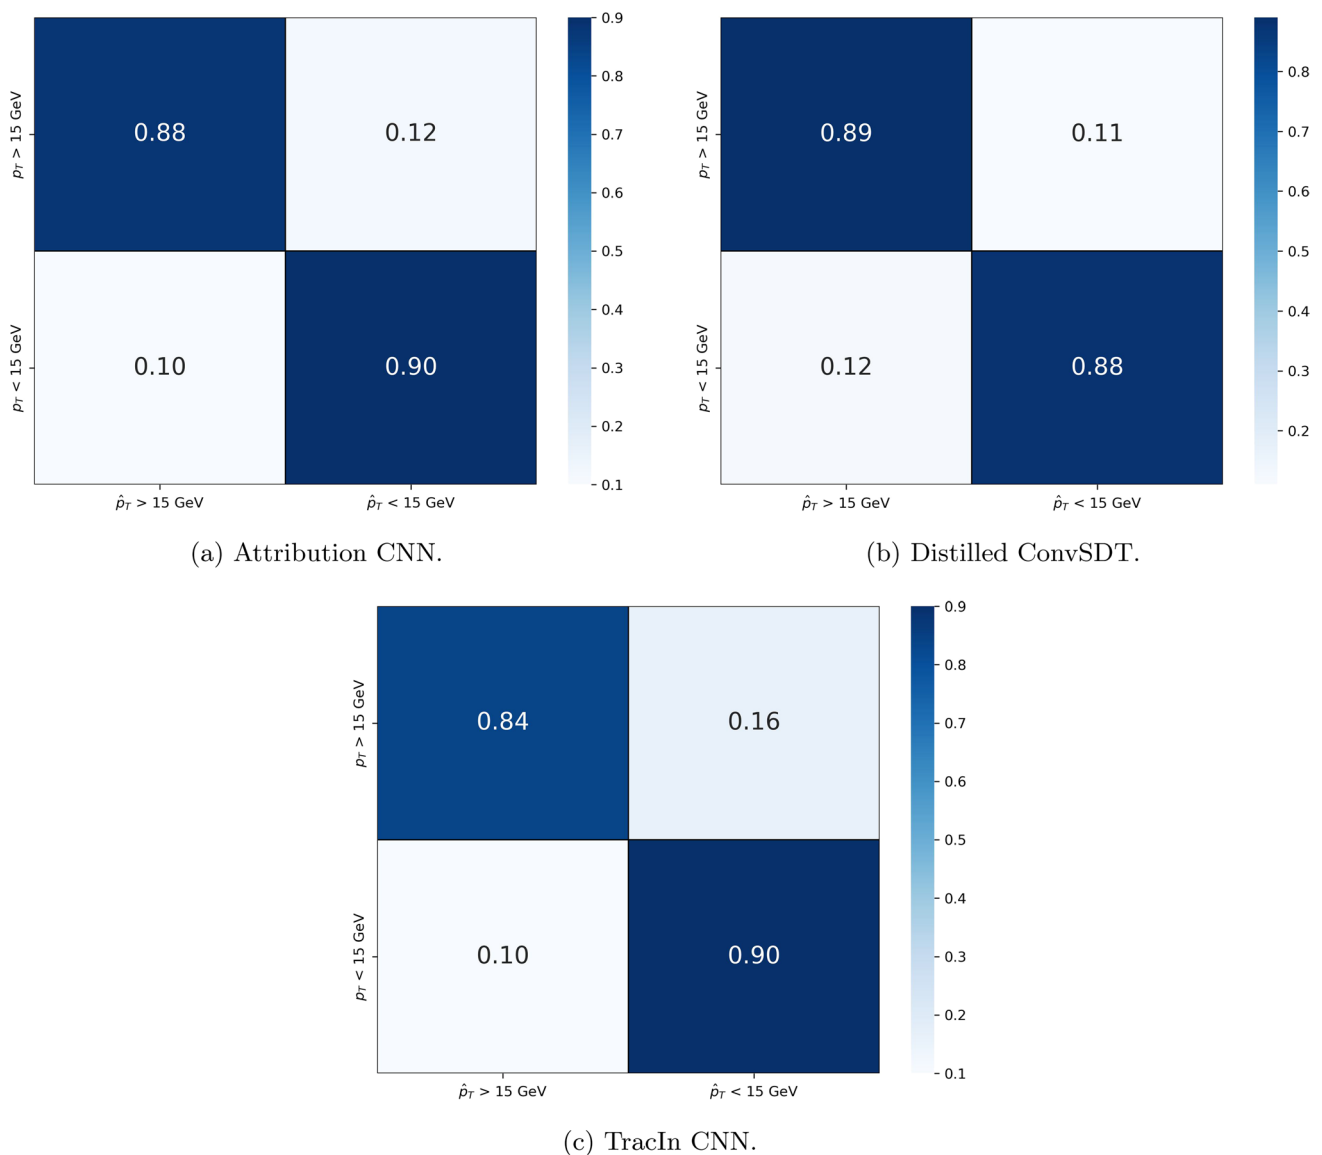 0.9
0.88 0.12
0.8
0.7
0.6
0.5
0.4
0.10 0.90
0.3
0.2
0.1
p_T > 15 GeV
p_T < 15 GeV
p̂_T > 15 GeV p̂_T < 15 GeV
(a) Attribution CNN.
0.89 0.11
0.8
0.7
0.6
0.5
0.4
0.12 0.88
0.3
0.2
p_T > 15 GeV
p_T < 15 GeV
p̂_T > 15 GeV p̂_T < 15 GeV
(b) Distilled ConvSDT.
0.9
0.84 0.16
0.8
0.7
0.6
0.5
0.4
0.10 0.90
0.3
0.2
0.1
p_T > 15 GeV
p_T < 15 GeV
p̂_T > 15 GeV p̂_T < 15 GeV
(c) TracIn CNN.